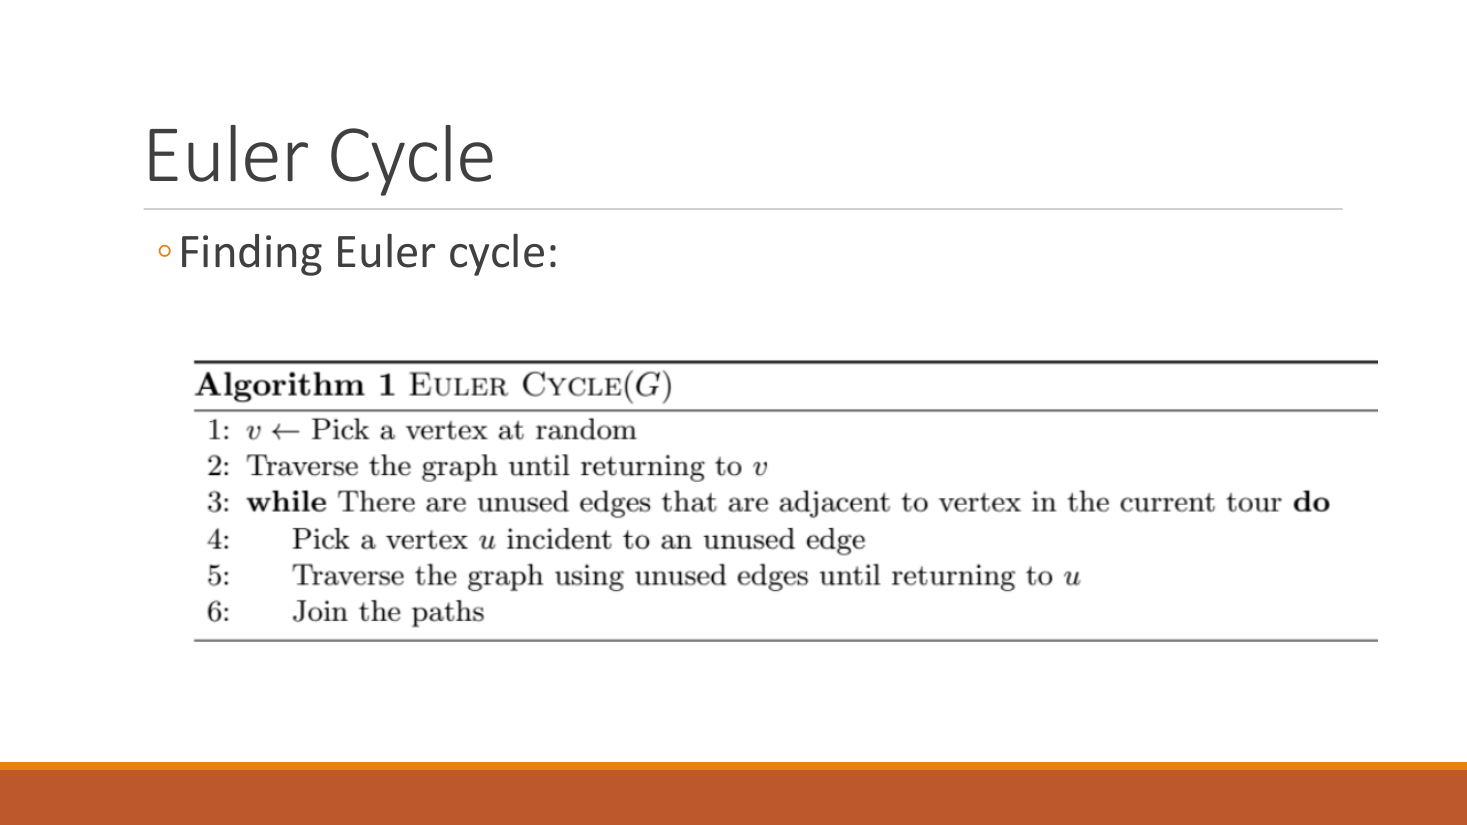 Euler Cycle
◦Finding Euler cycle:
Algorithm 1 EULER CYCLE(G)
1: v ← Pick a vertex at random
2: Traverse the graph until returning to v
3: while There are unused edges that are adjacent to vertex in the current tour do
4: Pick a vertex u incident to an unused edge
5: Traverse the graph using unused edges until returning to u
6: Join the paths